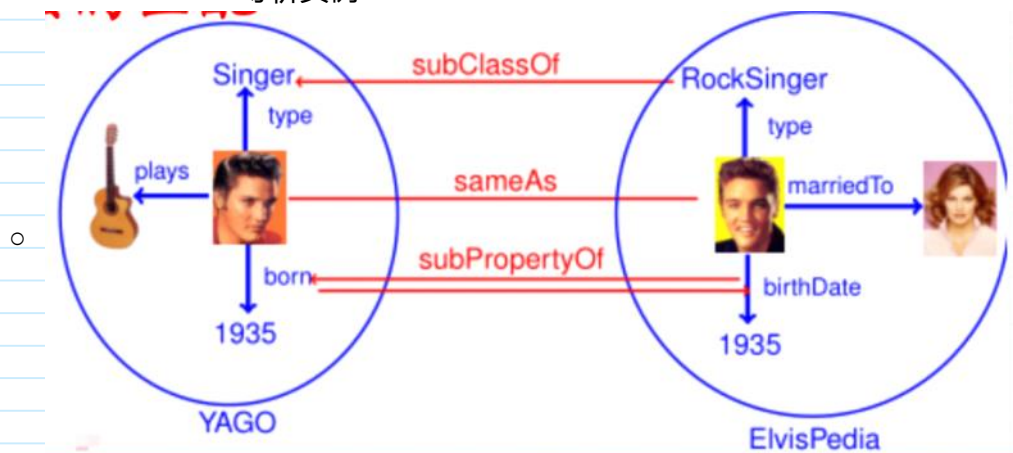 subClassOf
Singer
RockSinger
type
type
plays
sameAs
marriedTo
subPropertyOf
born
birthDate
1935
1935
YAGO
ElvisPedia